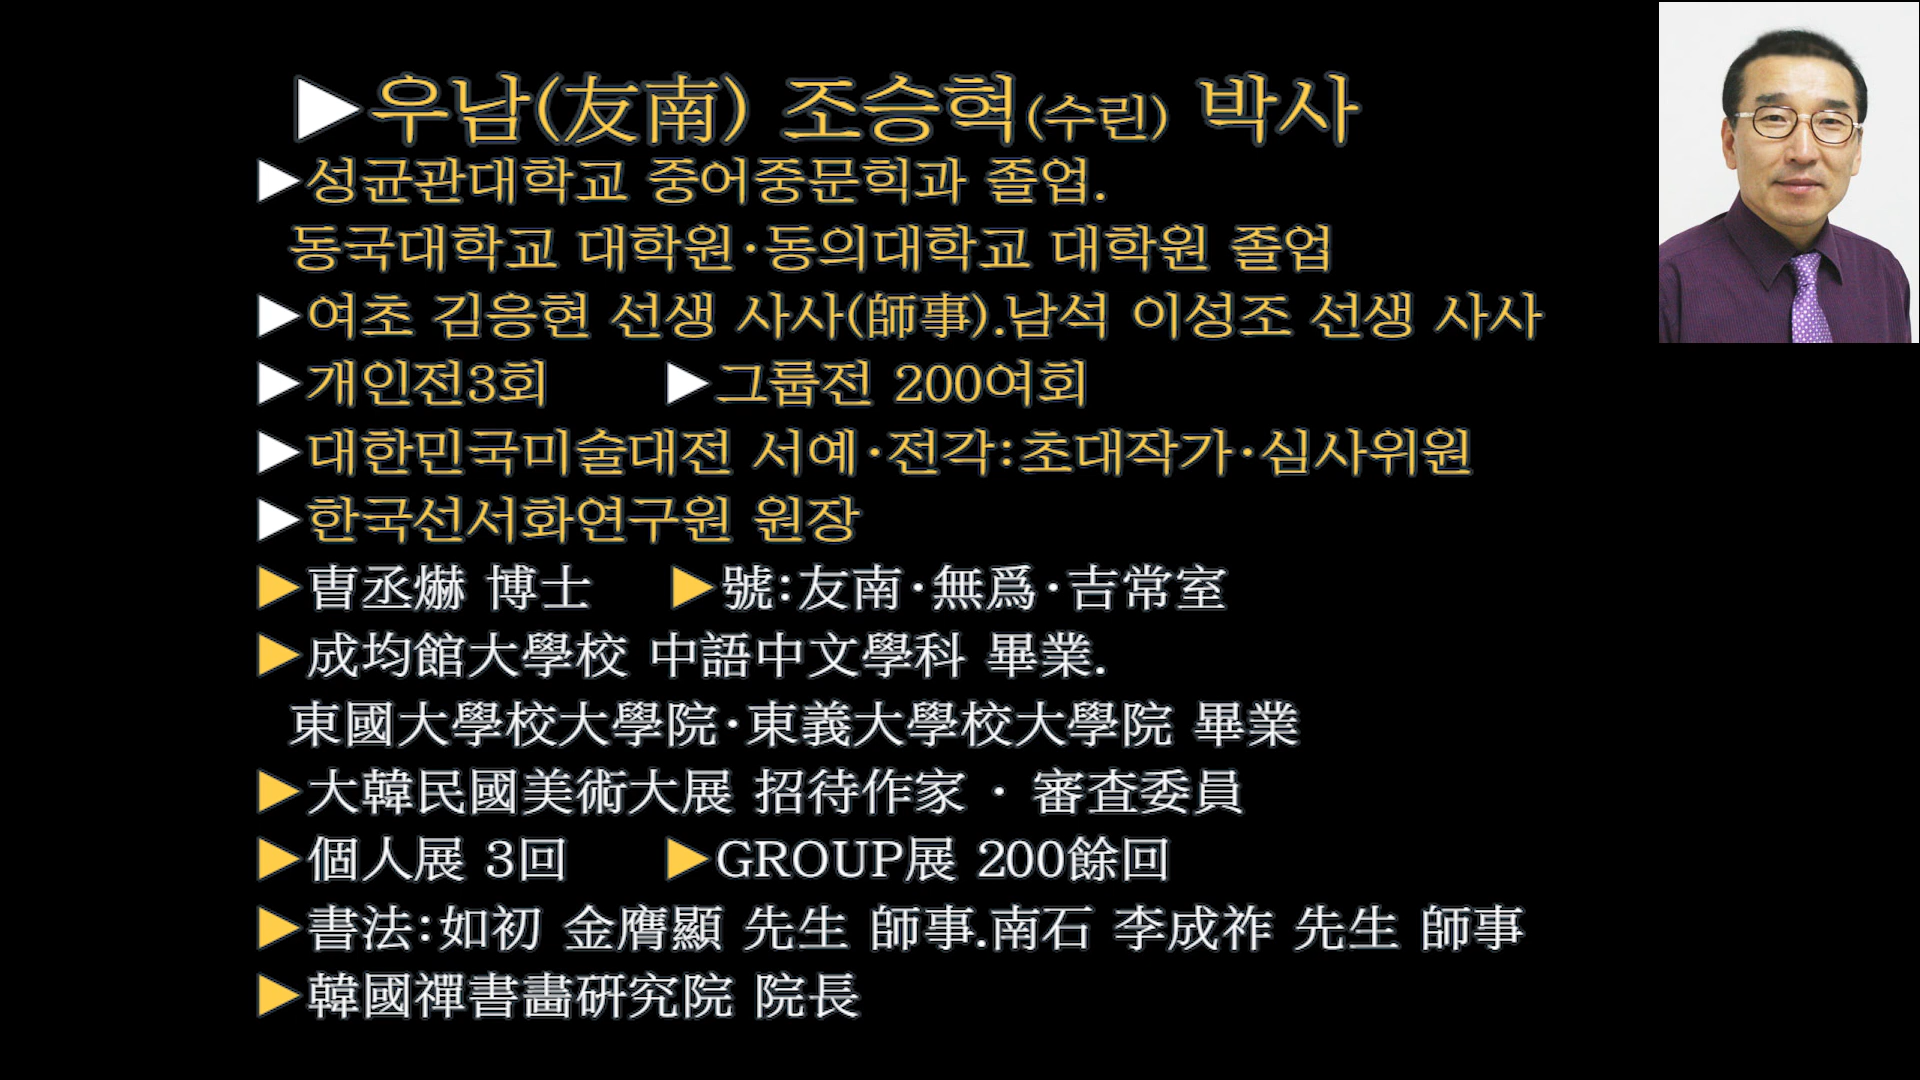 ▶우남(友南) 조승혁(수린) 박사
▶성균관대학교 중어중문힉과 졸업.
동국대학교 대학원·동의대학교 대학원 졸업
▶여초 김응현 선생 사사(師事).남석 이성조 선생 사사
▶개인전3회 ▶그룹전 200여회
▶대한민국미술대전 서예·전각:초대작가·심사위원
▶한국선서화연구원 원장
▶曺丞爀 博士 ▶號:友南·無爲·吉常室
▶成均館大學校 中語中文學科 畢業.
東國大學校大學院·東義大學校大學院 畢業
▶大韓民國美術大展 招待作家 · 審査委員
▶個人展 3回 ▶GROUP展 200餘回
▶書法:如初 金膺顯 先生 師事.南石 李成祚 先生 師事
▶韓國禪書畵硏究院 院長